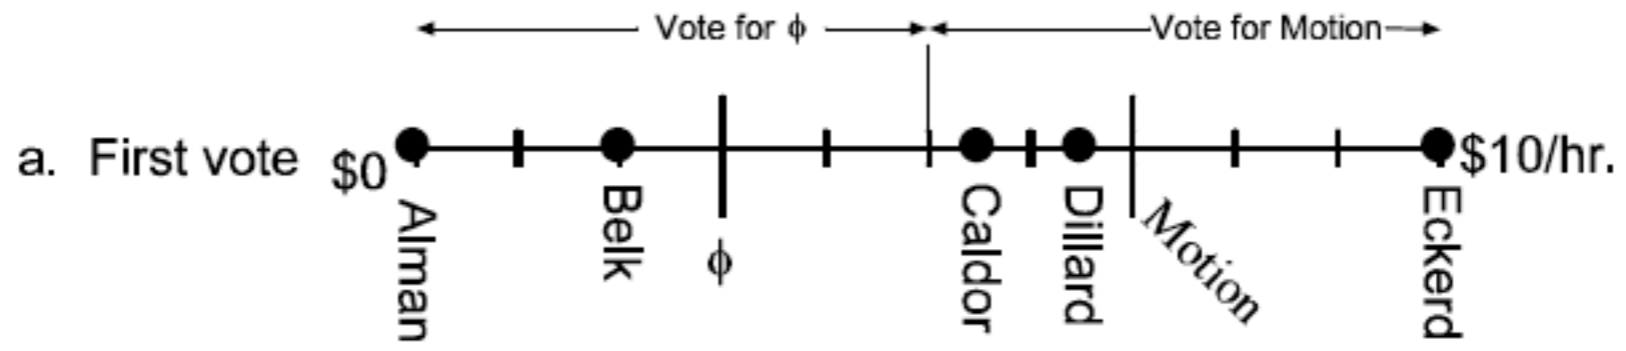 Vote for ϕ
Vote for Motion
a. First vote
$0
$10/hr.
Alman
Belk
ϕ
Caldor
Dillard
Motion
Eckerd